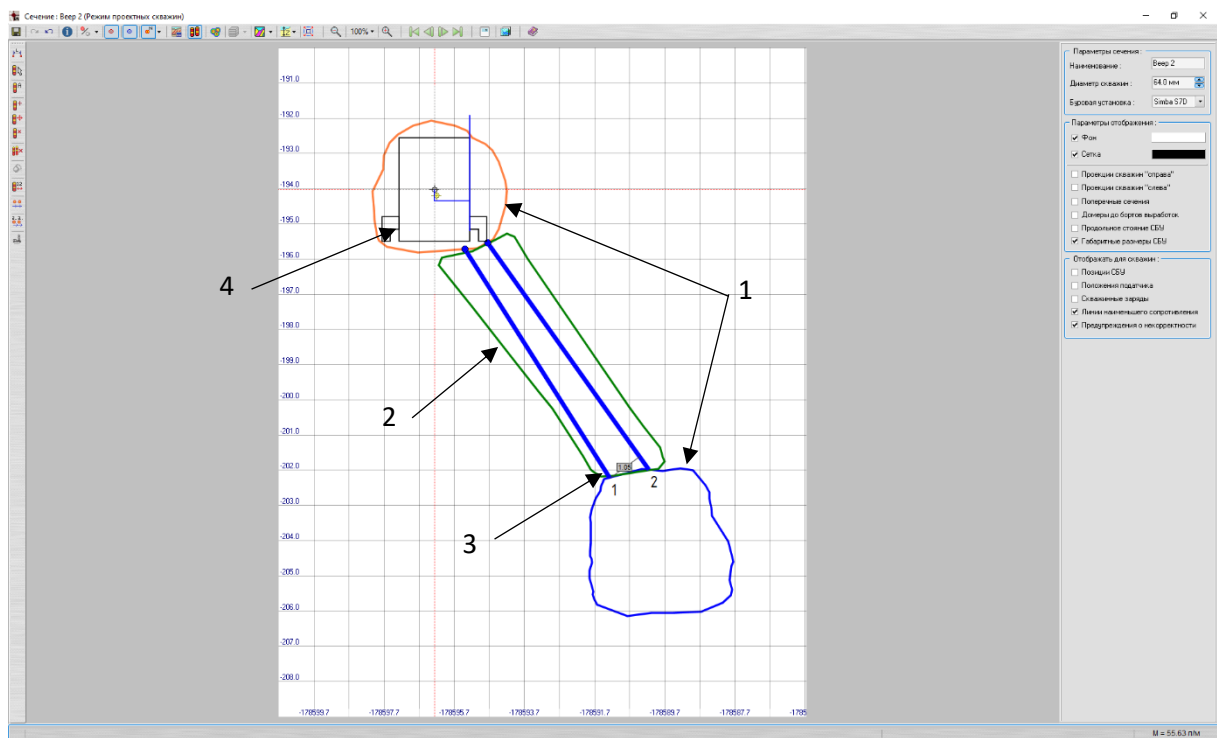 Сечение : Веер 2 (Режим проектных скважин)
100%
Параметры сечения :
Наименование :
Веер 2
Диаметр скважин :
64.0 мм
Буровая установка :
Simba S7D
Параметры отображения :
Фон
Сетка
Проекции скважин "справа"
Проекции скважин "слева"
Поперечные сечения
Домеры до бортов выработок
Продольное стояние СБУ
Габаритные размеры СБУ
Отображать для скважин :
Позиции СБУ
Положения податчика
Скважинные заряды
Линии наименьшего сопротивления
Предупреждения о некорректности
-191.0
-192.0
-193.0
-194.0
-195.0
-196.0
-197.0
-198.0
-199.0
-200.0
-201.0
-202.0
-203.0
-204.0
-205.0
-206.0
-207.0
-208.0
4
1
2
3
1.05
1
2
-178599.7
-178597.7
-178595.7
-178593.7
-178591.7
-178589.7
-178587.7
-1785
М = 55.63 п/м